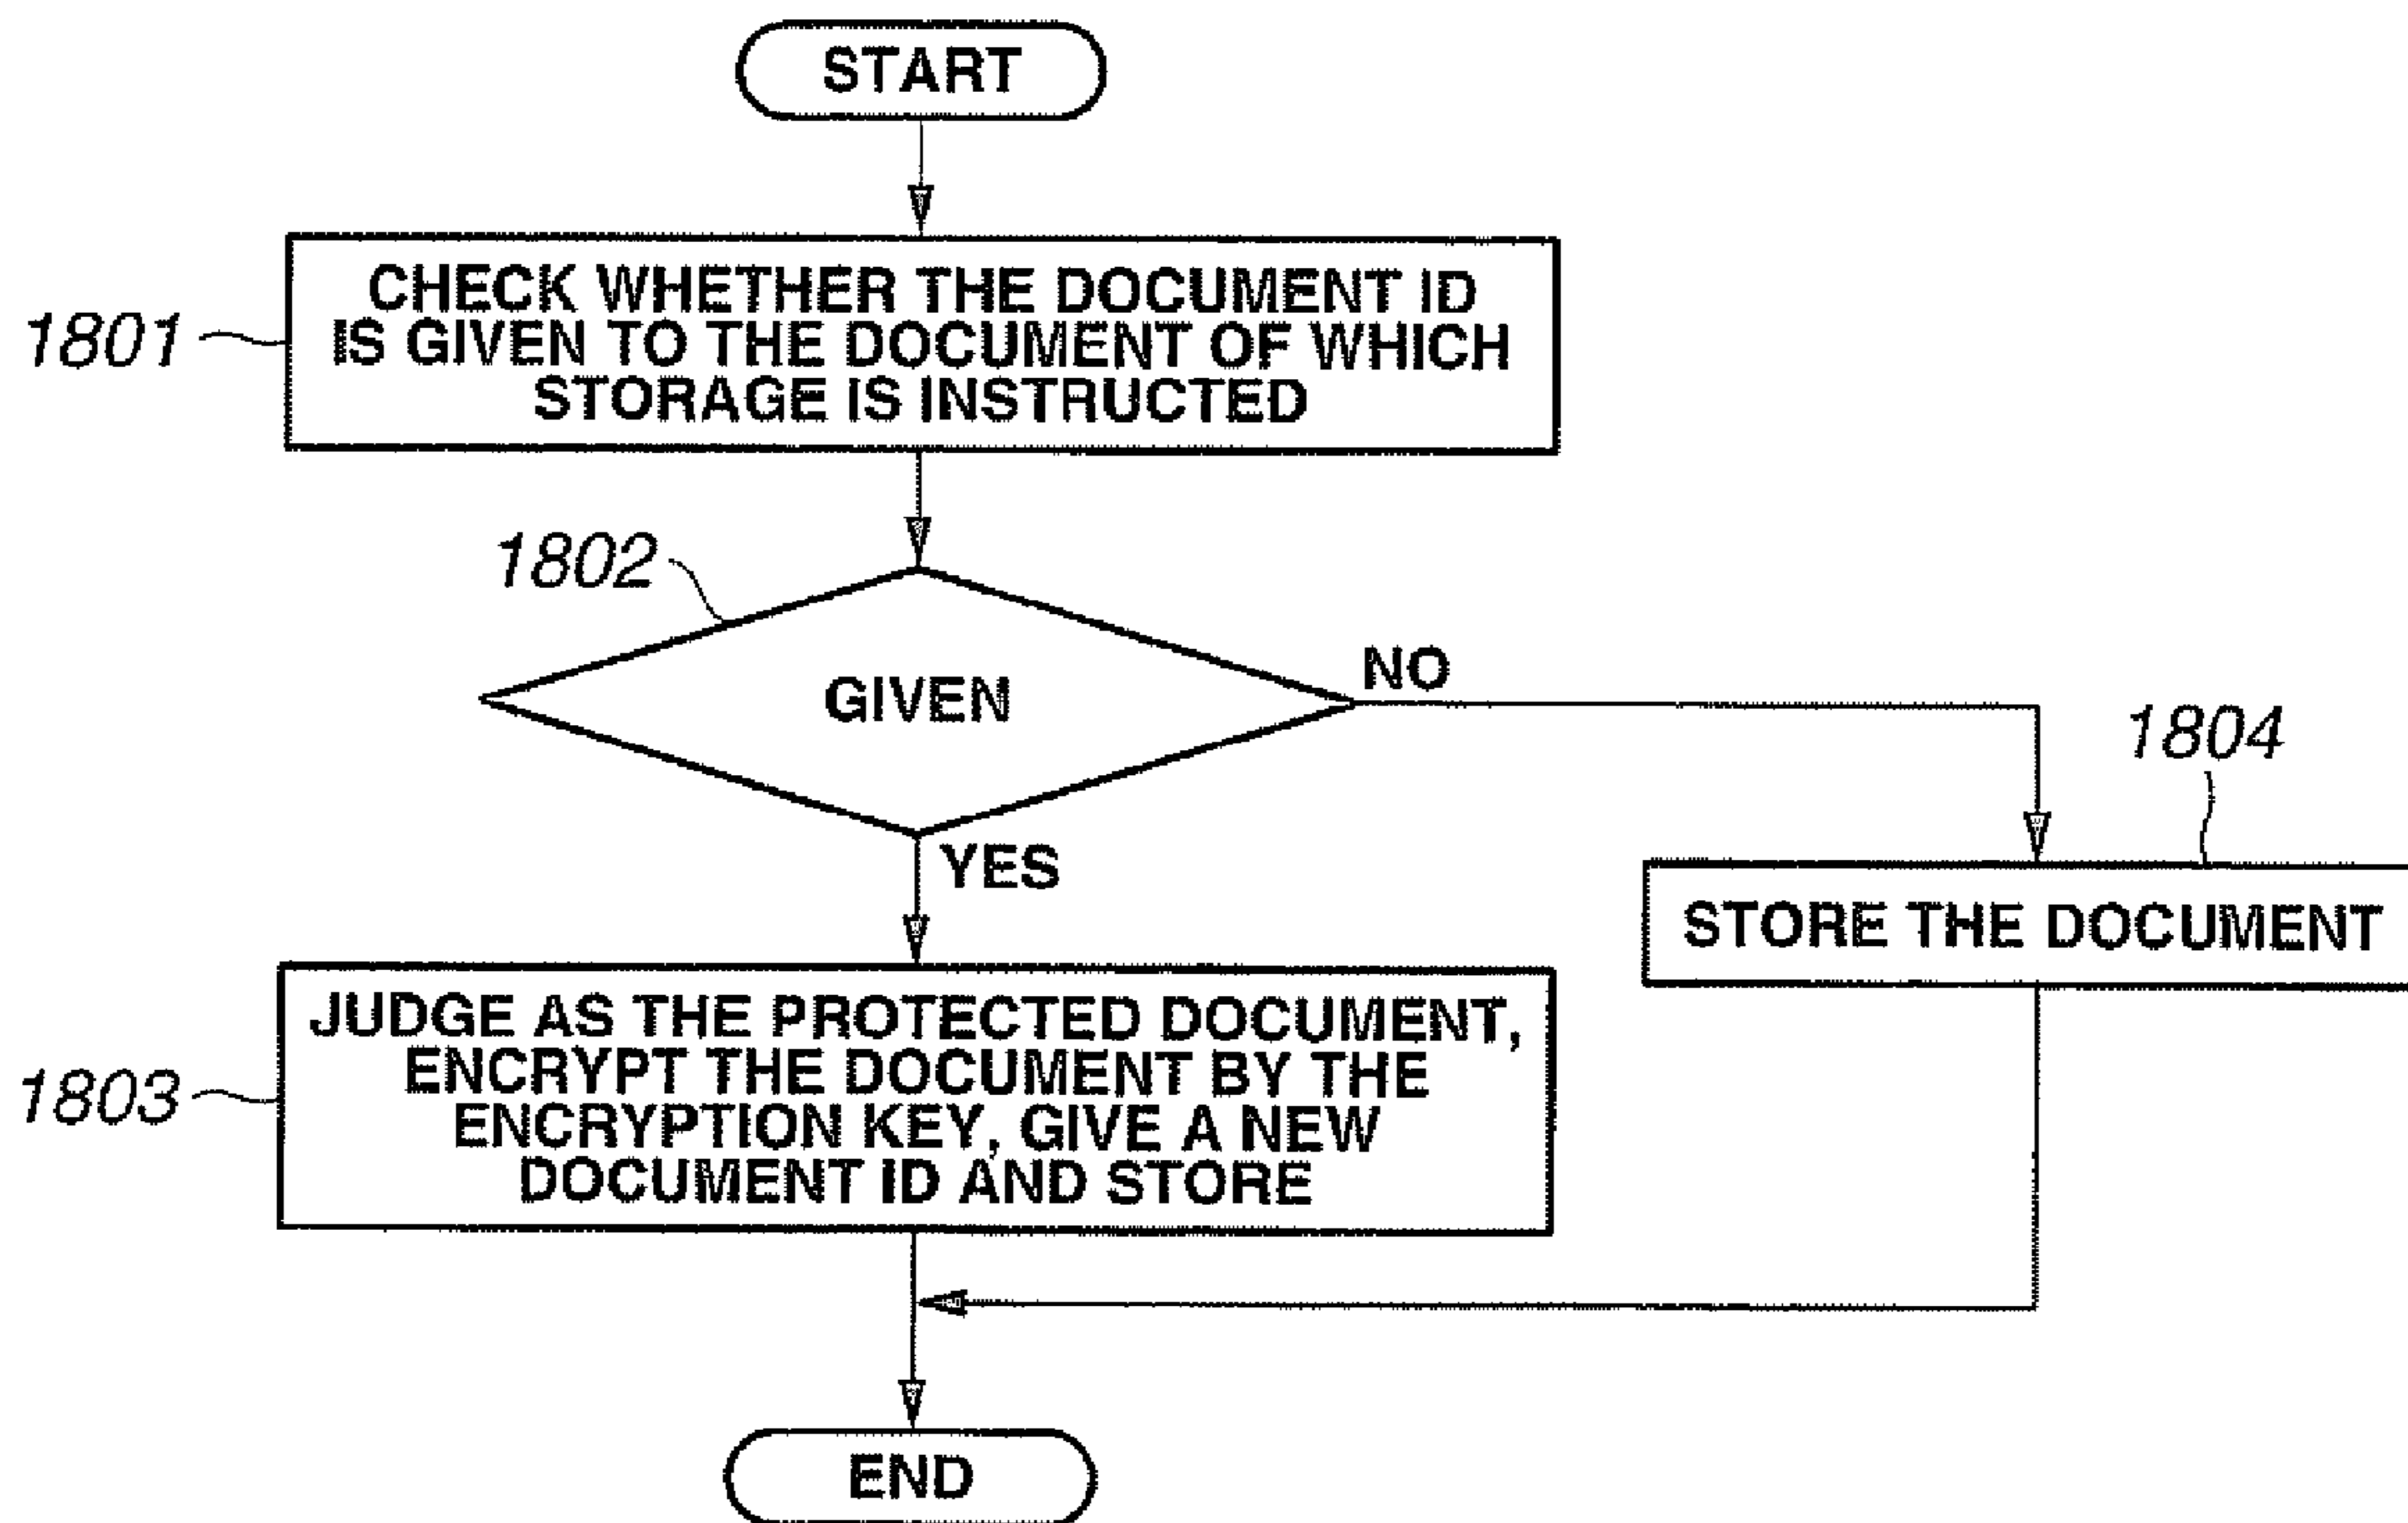 START
CHECK WHETHER THE DOCUMENT ID
IS GIVEN TO THE DOCUMENT OF WHICH
STORAGE IS INSTRUCTED
1801
1802
GIVEN
NO
YES
1804
STORE THE DOCUMENT
JUDGE AS THE PROTECTED DOCUMENT,
ENCRYPT THE DOCUMENT BY THE
ENCRYPTION KEY, GIVE A NEW
DOCUMENT ID AND STORE
1803
END